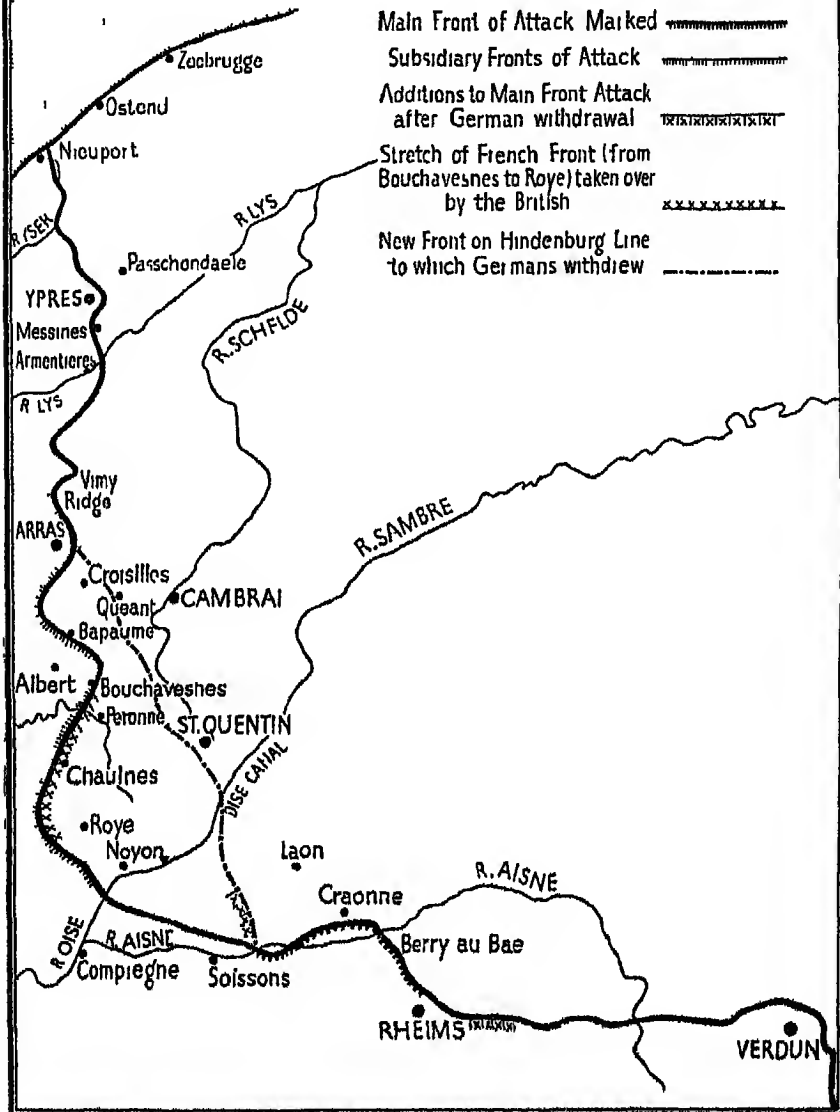 Main Front of Attack Marked
Subsidiary Fronts of Attack
Additions to Main Front Attack
after German withdrawal
Stretch of French Front (from
Bouchavesnes to Roye) taken over
by the British
New Front on Hindenburg Line
to which Germans withdrew
Zeebrugge
Ostend
Nieuport
R YSER
R LYS
Passchendaele
YPRES
Messines
Armentieres
R LYS
R. SCHELDE
Vimy
Ridge
ARRAS
R. SAMBRE
Croisilles
Queant
CAMBRAI
Bapaume
Albert
Bouchavesnes
Peronne
ST. QUENTIN
Chaulnes
OISE CANAL
Roye
Noyon
Laon
Craonne
R. AISNE
R OISE
R. AISNE
Berry au Bac
Compiegne
Soissons
RHEIMS
VERDUN